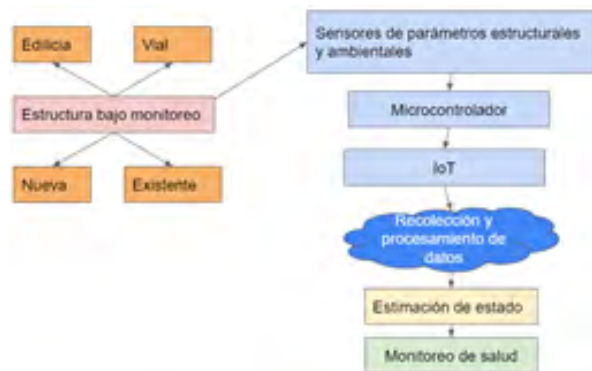 Edilicia
Vial
Estructura bajo monitoreo
Nueva
Existente
Sensores de parámetros estructurales
y ambientales
Microcontrolador
IoT
Recolección y
procesamiento de
datos
Estimación de estado
Monitoreo de salud